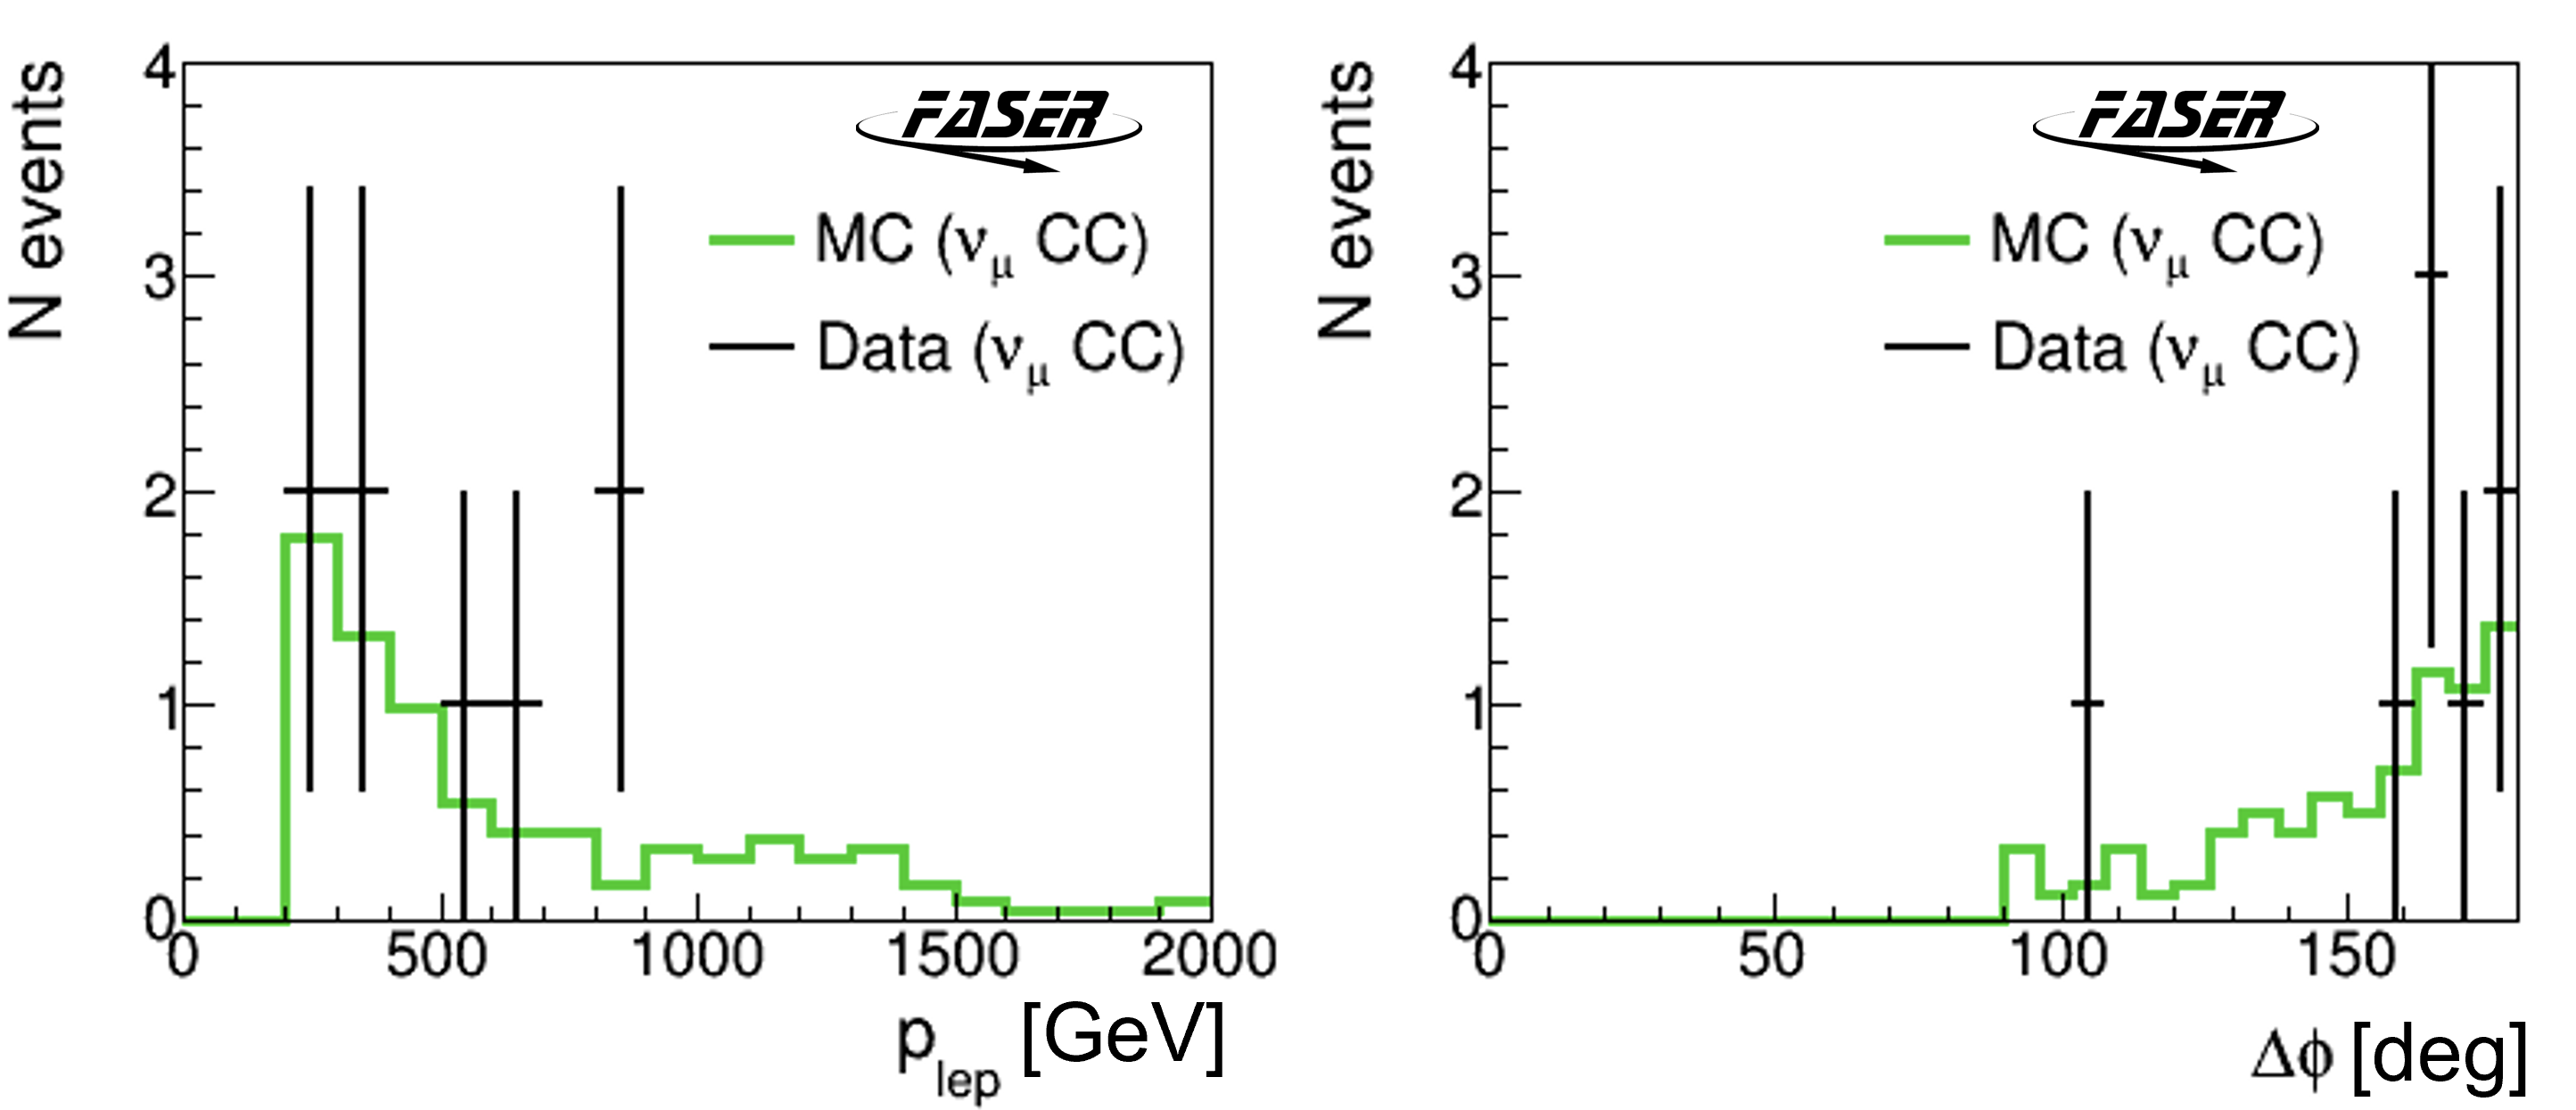 N events
4
3
2
1
0
FASER
MC (νμ CC)
Data (νμ CC)
0 500 1000 1500 2000
plep [GeV]
N events
4
3
2
1
0
FASER
MC (νμ CC)
Data (νμ CC)
0 50 100 150
Δϕ [deg]